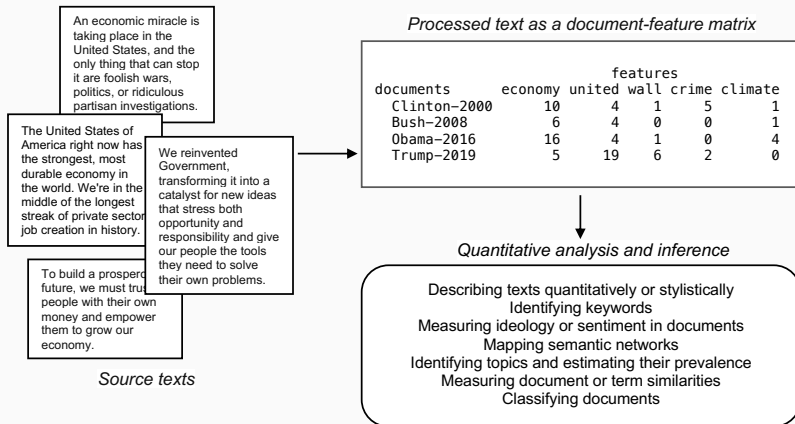 An economic miracle is
taking place in the
United States, and the
only thing that can stop
it are foolish wars,
politics, or ridiculous
partisan investigations.
The United States of
America right now has
the strongest, most
durable economy in
the world. We're in the
middle of the longest
streak of private sector
job creation in history.
We reinvented
Government,
transforming it into a
catalyst for new ideas
that stress both
opportunity and
responsibility and give
our people the tools
they need to solve
their own problems.
To build a
future, we must
people with their own
money and empower
them to grow our
economy.
Source texts
Processed text as a document-feature matrix
features
documents economy united wall crime climate
Clinton-2000 10 4 1 5 1
Bush-2008 6 4 0 0 1
Obama-2016 16 4 1 0 4
Trump-2019 5 19 6 2 0
Quantitative analysis and inference
Describing texts quantitatively or stylistically
Identifying keywords
Measuring ideology or sentiment in documents
Mapping semantic networks
Identifying topics and estimating their prevalence
Measuring document or term similarities
Classifying documents